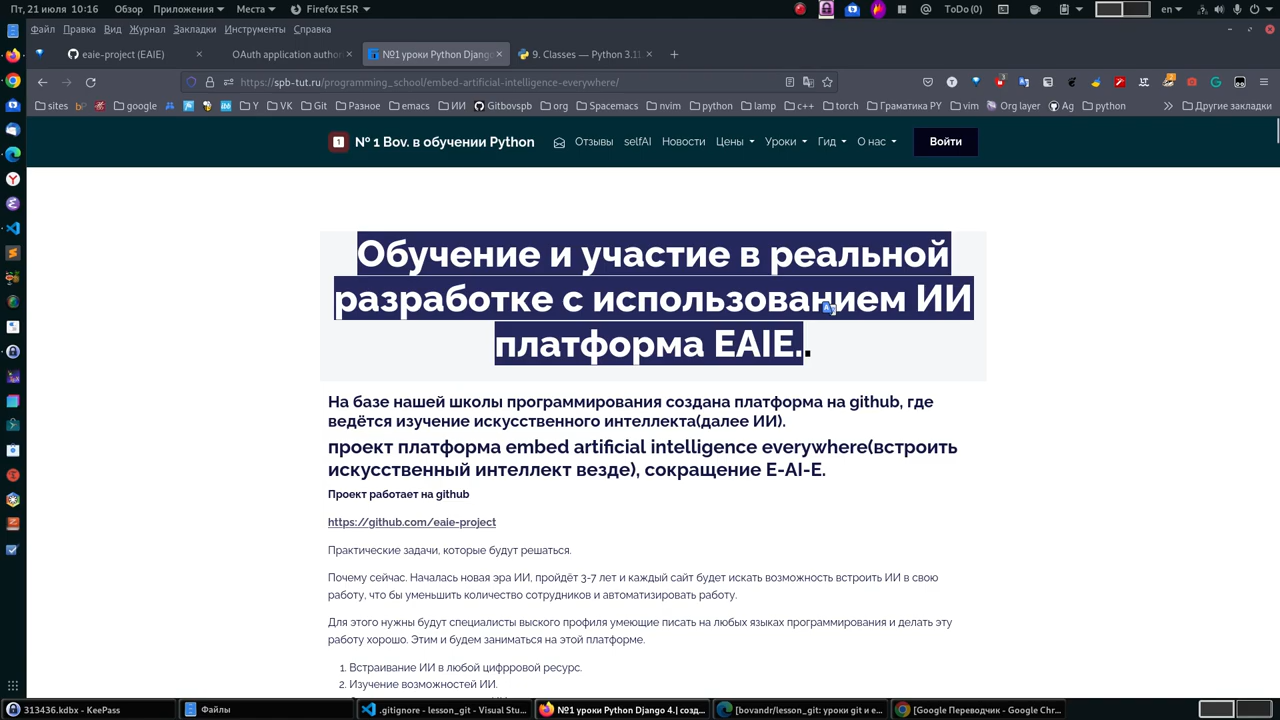 Пт, 21 июля 10:16 Обзор Приложения Места Firefox ESR ToDo (0) en
Файл Правка Вид Журнал Закладки Инструменты Справка
eaie-project (EAIE) × OAuth application author × №1 уроки Python Djang × 9. Classes — Python 3.11 × +
https://spb-tut.ru/programming_school/embed-artificial-intelligence-everywhere/
sites bP google Y VK Git Разное emacs ИИ Gitbovspb org Spacemacs nvim python lamp c++ torch Граматика PY vim Org layer Ag python Другие закладки
№ 1 Bov. в обучении Python Отзывы selfAI Новости Цены Уроки Гид О нас Войти
Обучение и участие в реальной
разработке с использованием ИИ
платформа EAIE..
На базе нашей школы программирования создана платформа на github, где
ведётся изучение искусственного интеллекта(далее ИИ).
проект платформа embed artificial intelligence everywhere(встроить
искусственный интеллект везде), сокращение E-AI-E.
Проект работает на github
https://github.com/eaie-project
Практические задачи, которые будут решаться.
Почему сейчас. Началась новая эра ИИ, пройдёт 3-7 лет и каждый сайт будет искать возможность встроить ИИ в свою
работу, что бы уменьшить количество сотрудников и автоматизировать работу.
Для этого нужны будут специалисты выского профиля умеющие писать на любых языках программирования и делать эту
работу хорошо. Этим и будем заниматься на этой платформе.
1. Встраивание ИИ в любой цифрровой ресурс.
2. Изучение возможностей ИИ.
313436.kdbx - KeePass Файлы .gitignore - lesson_git - Visual Stu... №1 уроки Python Django 4.| созд... [bovandr/lesson_git: уроки git и е... [Google Переводчик - Google Chr...